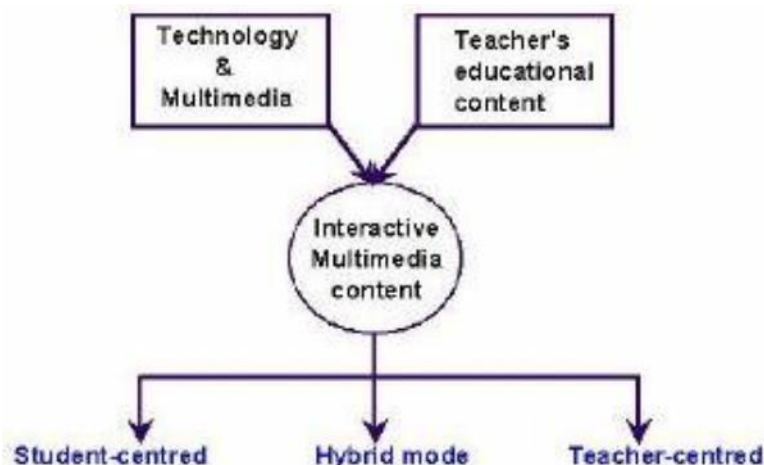 Technology
&
Multimedia
Teacher's
educational
content
Interactive
Multimedia
content
Student-centred
Hybrid mode
Teacher-centred